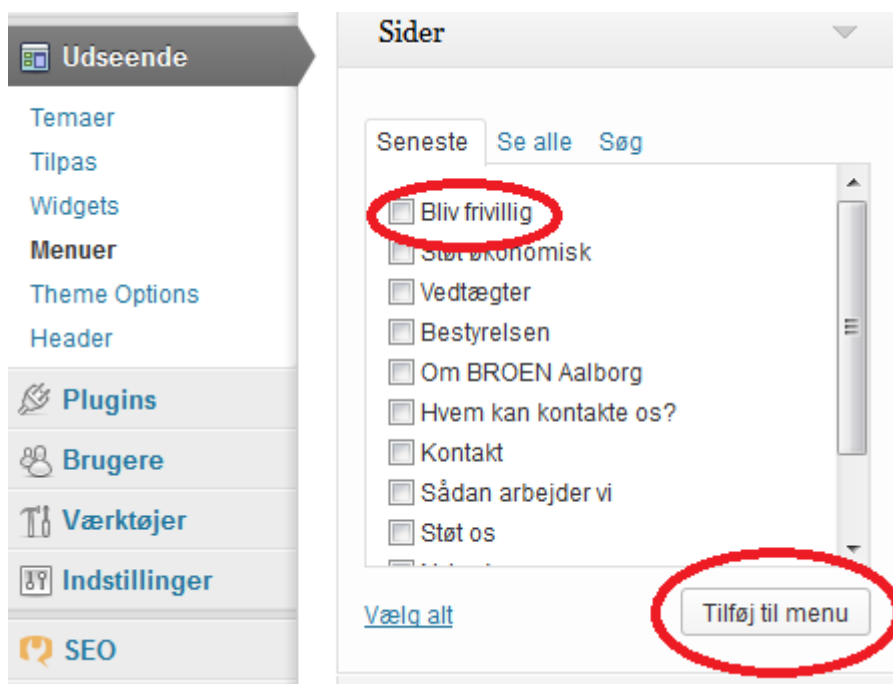 Udseende
Temaer
Tilpas
Widgets
Menuer
Theme Options
Header
Plugins
Brugere
Værktøjer
Indstillinger
SEO
Sider
Seneste Se alle Søg
Bliv frivillig
Støt økonomisk
Vedtægter
Bestyrelsen
Om BROEN Aalborg
Hvem kan kontakte os?
Kontakt
Sådan arbejder vi
Støt os
Vælg alt
Tilføj til menu